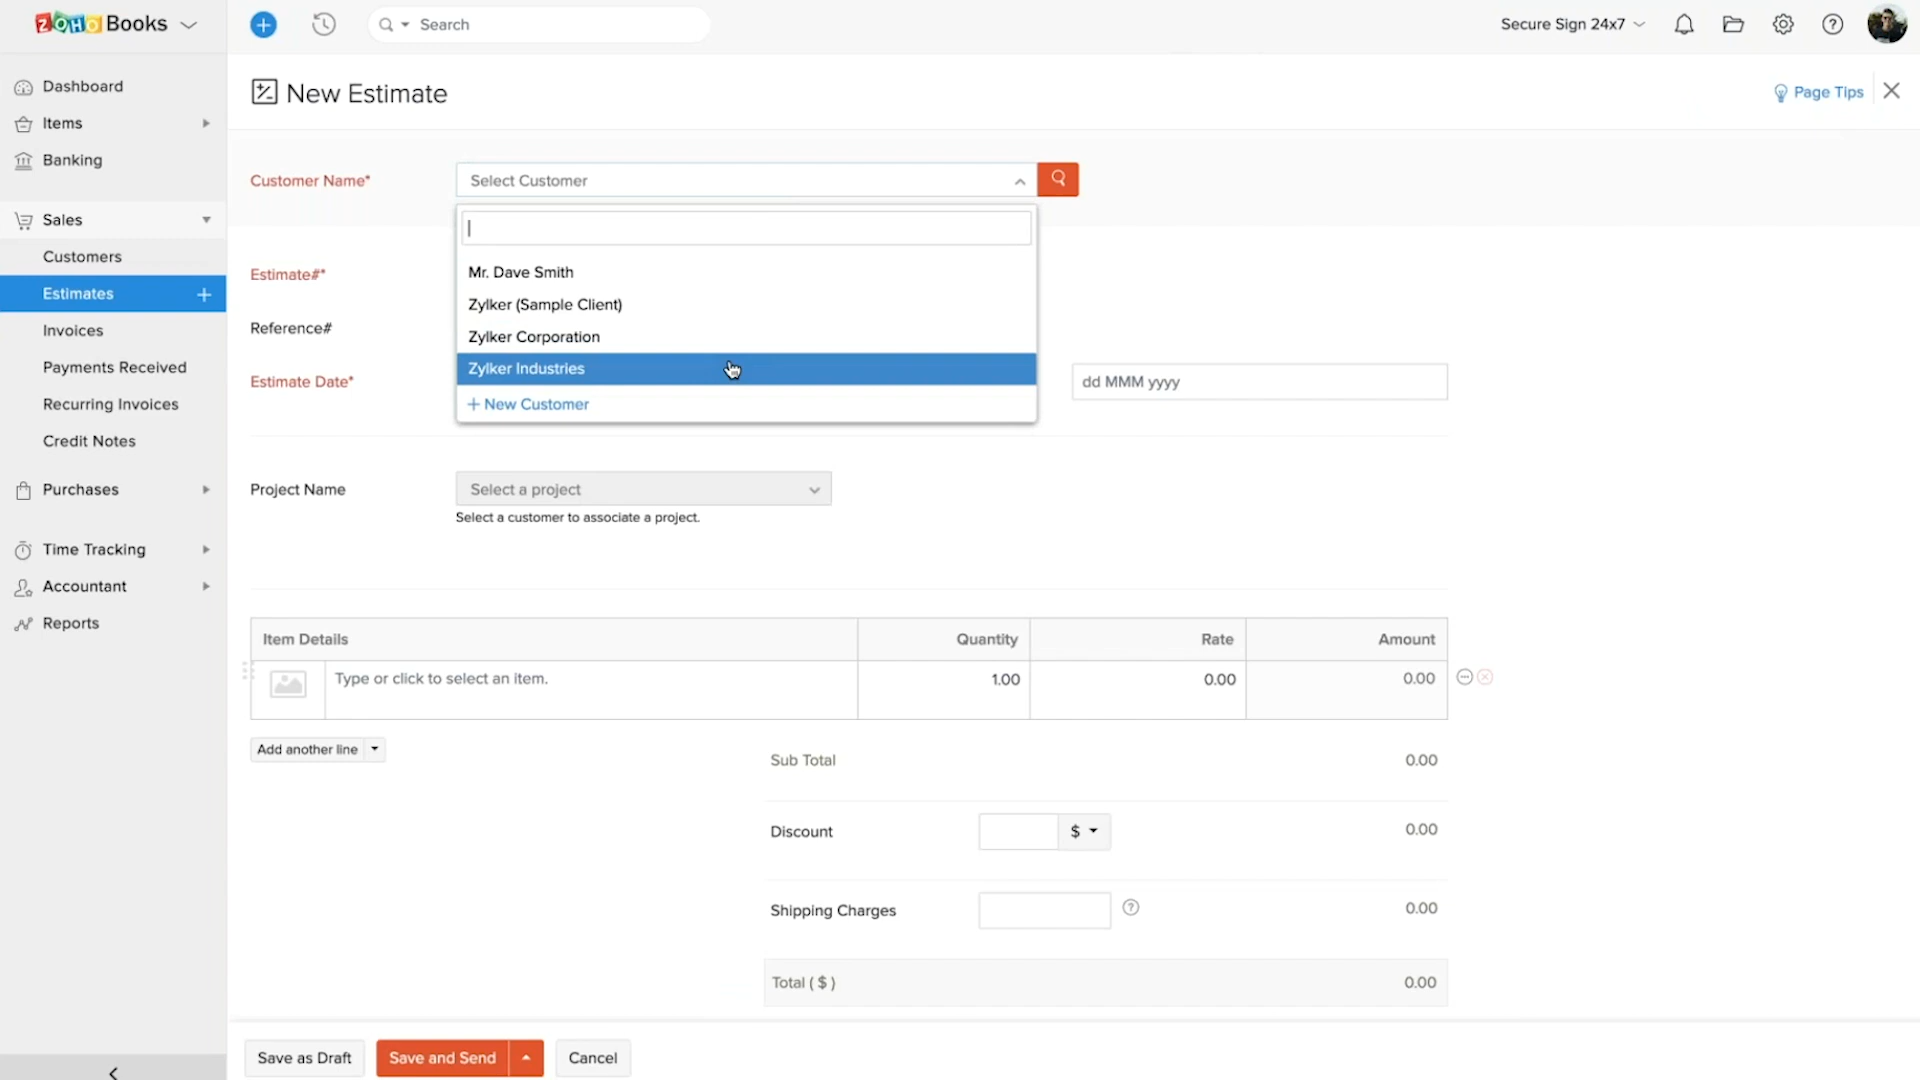 ZOHO Books
Search
Secure Sign 24x7
Dashboard
Items
Banking
Sales
Customers
Estimates
Invoices
Payments Received
Recurring Invoices
Credit Notes
Purchases
Time Tracking
Accountant
Reports
New Estimate
Page Tips
Customer Name*
Select Customer
Mr. Dave Smith
Zylker (Sample Client)
Zylker Corporation
Zylker Industries
+ New Customer
Estimate#*
Reference#
Estimate Date*
dd MMM yyyy
Project Name
Select a project
Select a customer to associate a project.
Item Details Quantity Rate Amount
Type or click to select an item. 1.00 0.00 0.00
Add another line
Sub Total 0.00
Discount $ 0.00
Shipping Charges 0.00
Total ( $ ) 0.00
Save as Draft Save and Send Cancel